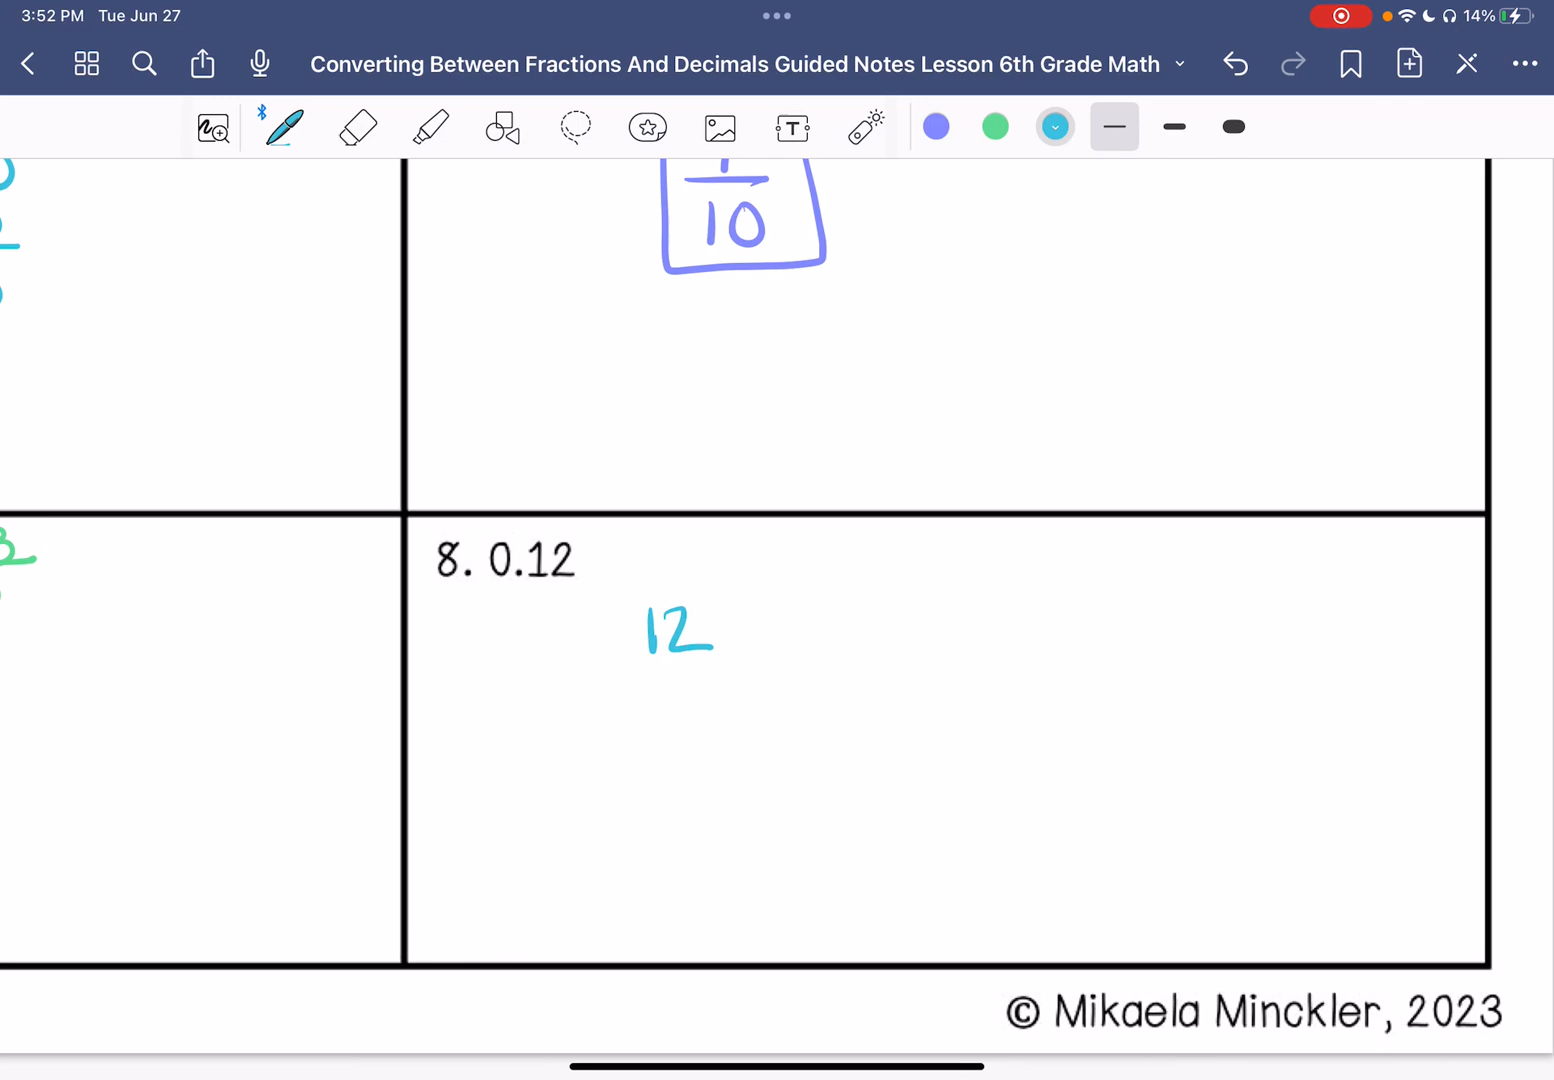 3:52 PM Tue Jun 27
14%
Converting Between Fractions And Decimals Guided Notes Lesson 6th Grade Math
T
10
8. 0.12
12
© Mikaela Minckler, 2023